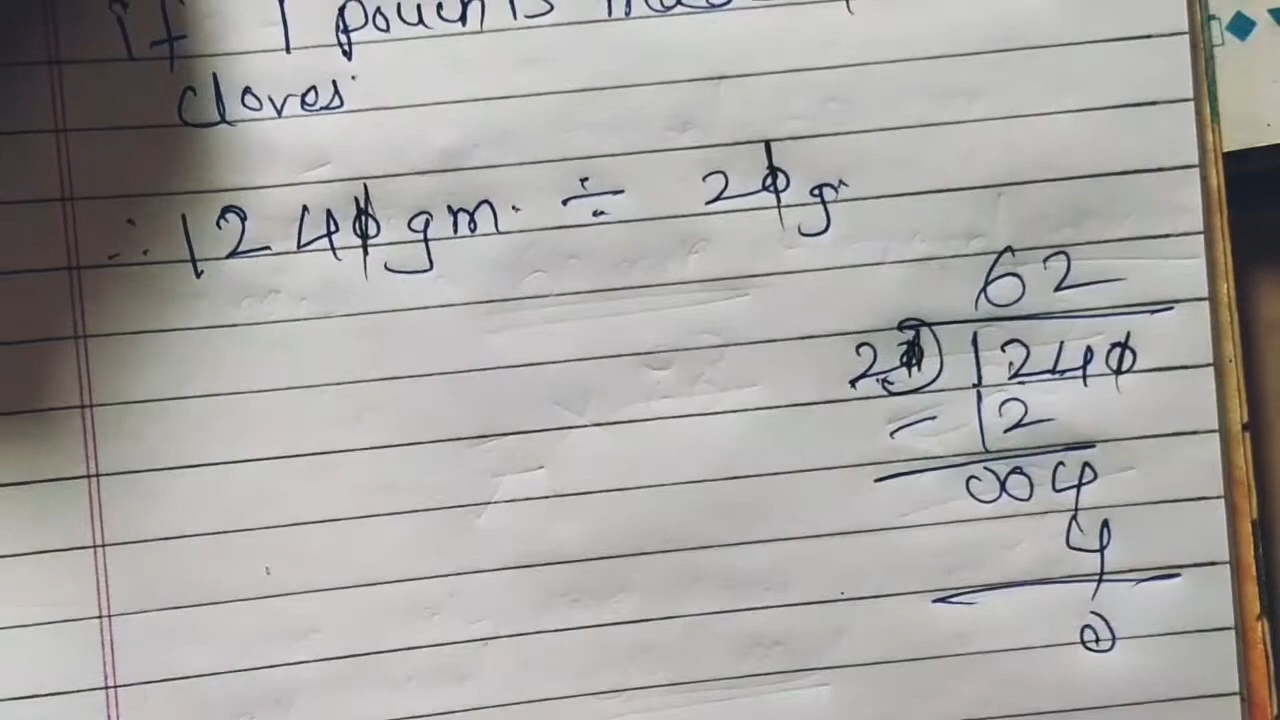 if 1 pouch is
cloves
∴ 1240 gm. ÷ 20 g
62
20) 1240
- 12
004
4
0